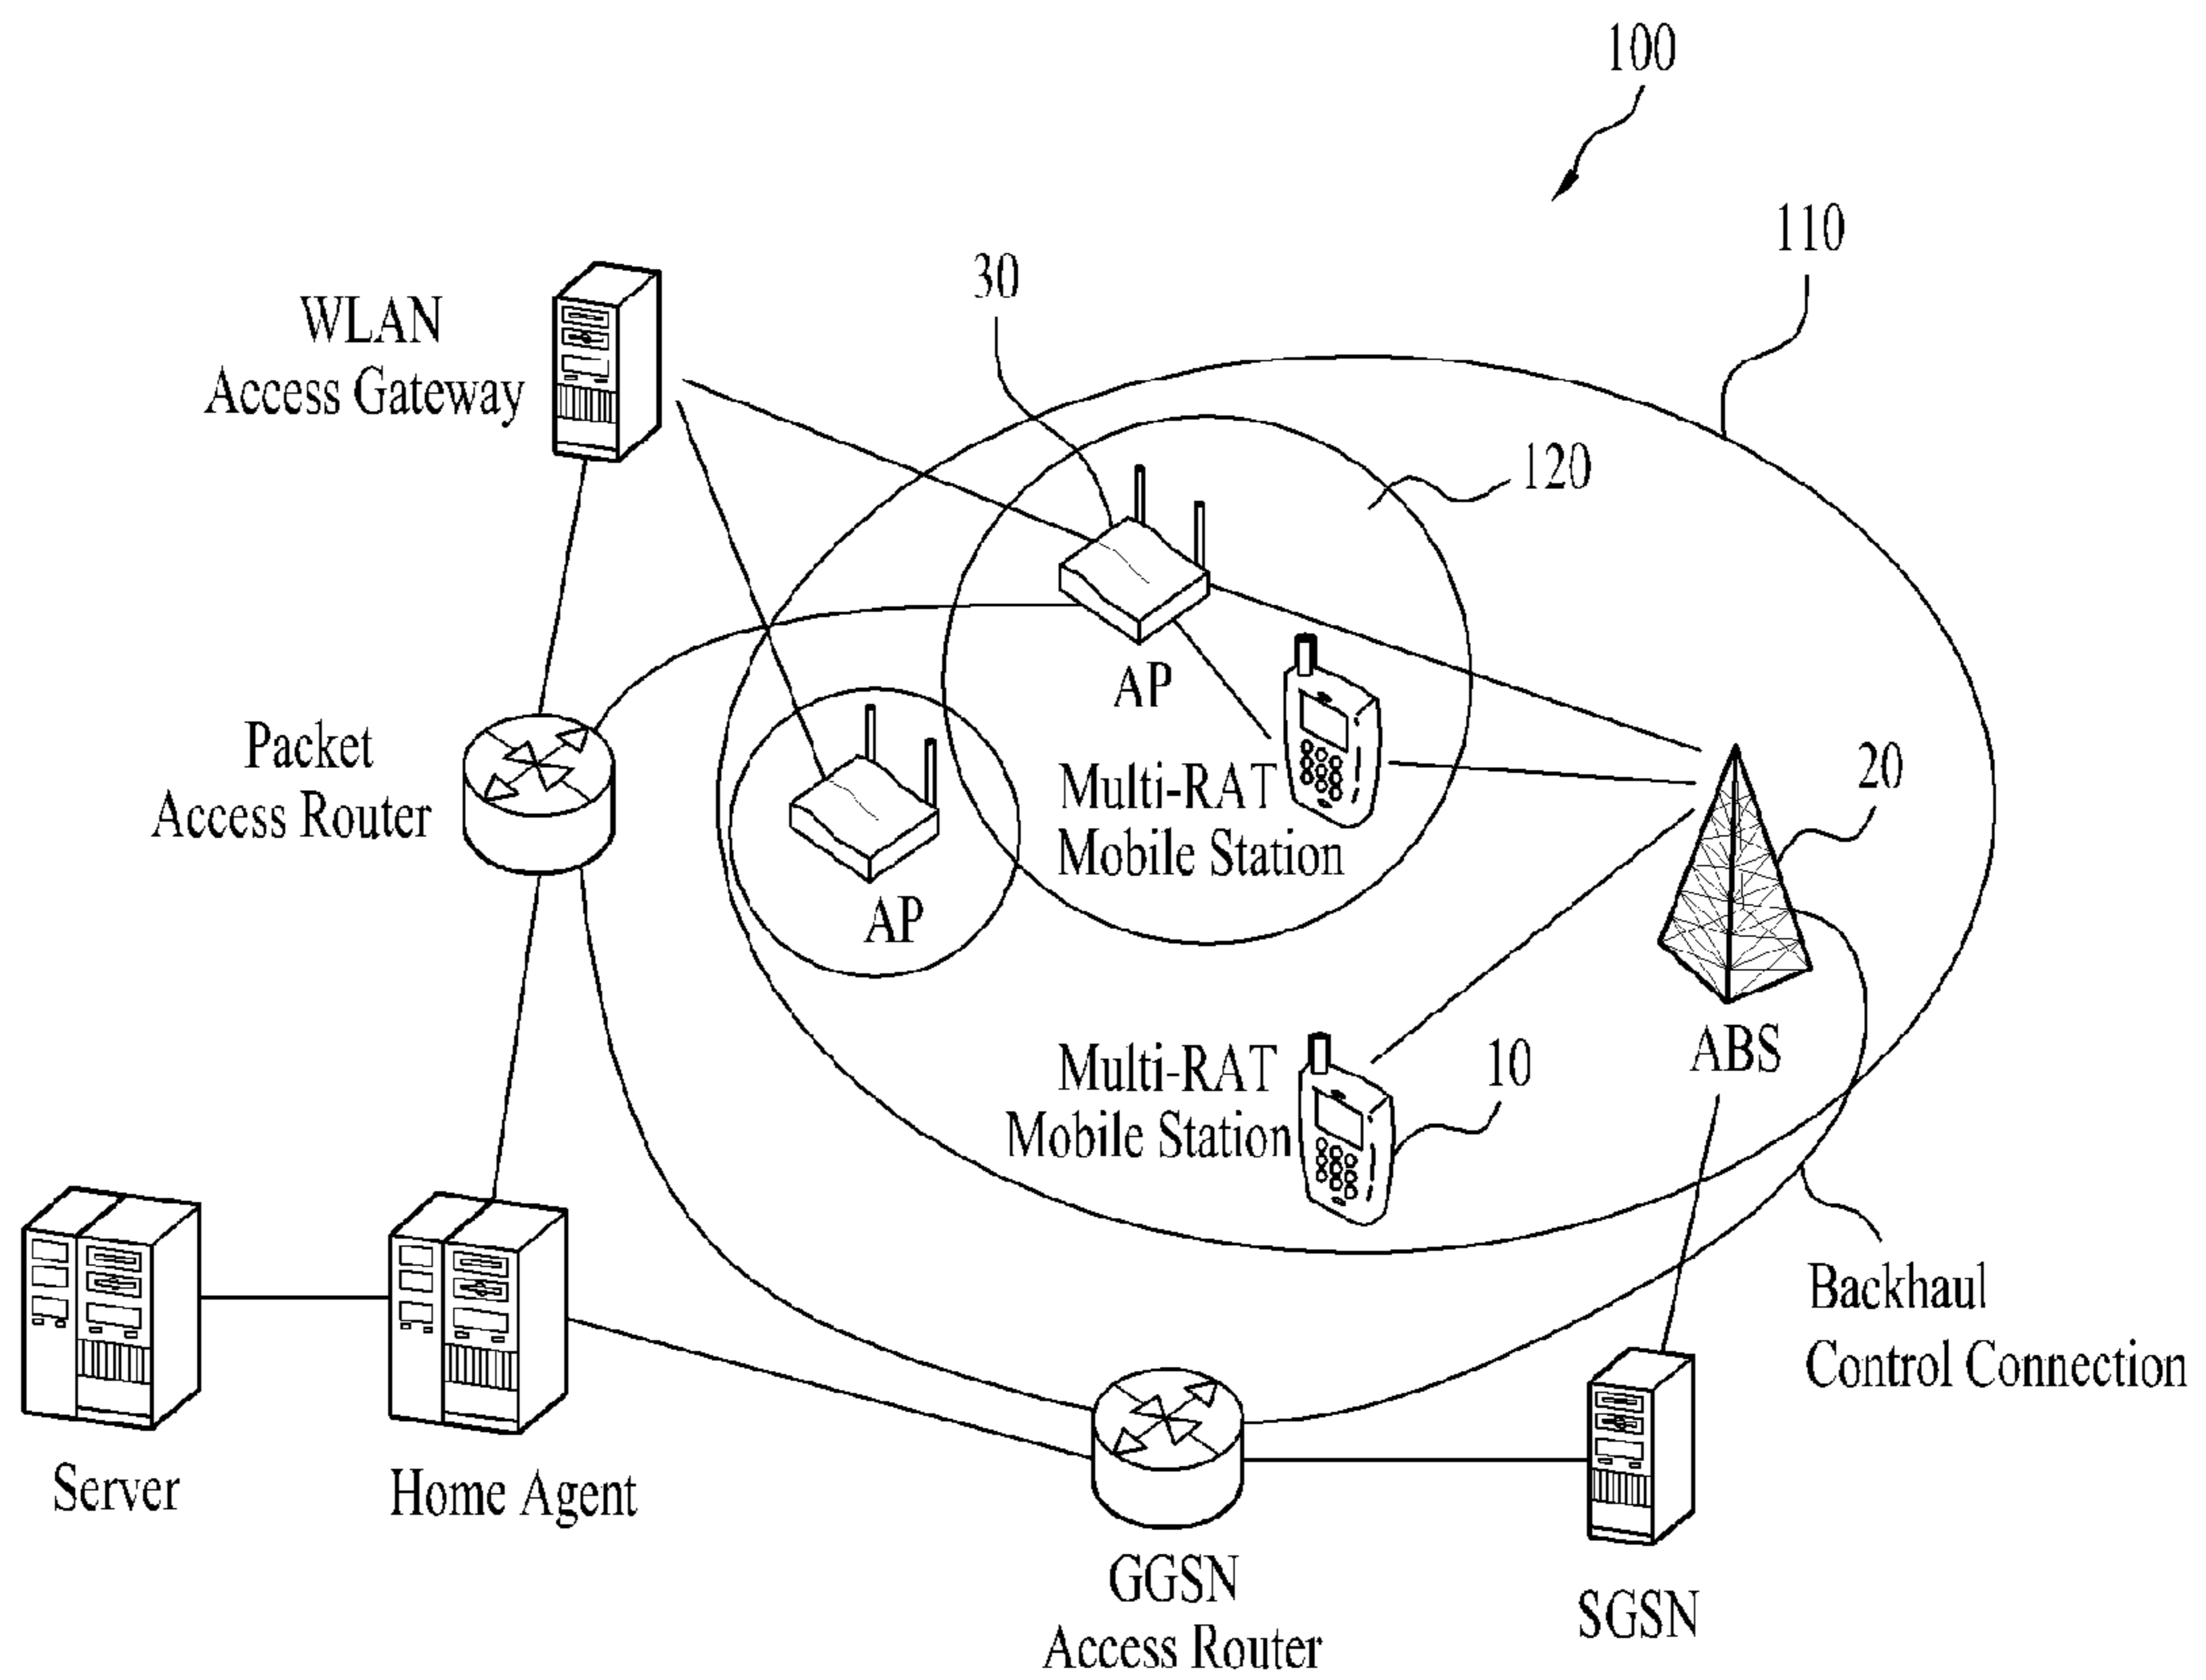 100
110
30
WLAN
Access Gateway
120
AP
Packet
Access Router
Multi-RAT
Mobile Station
20
AP
ABS
Multi-RAT
Mobile Station
10
Backhaul
Control Connection
Server
Home Agent
GGSN
Access Router
SGSN